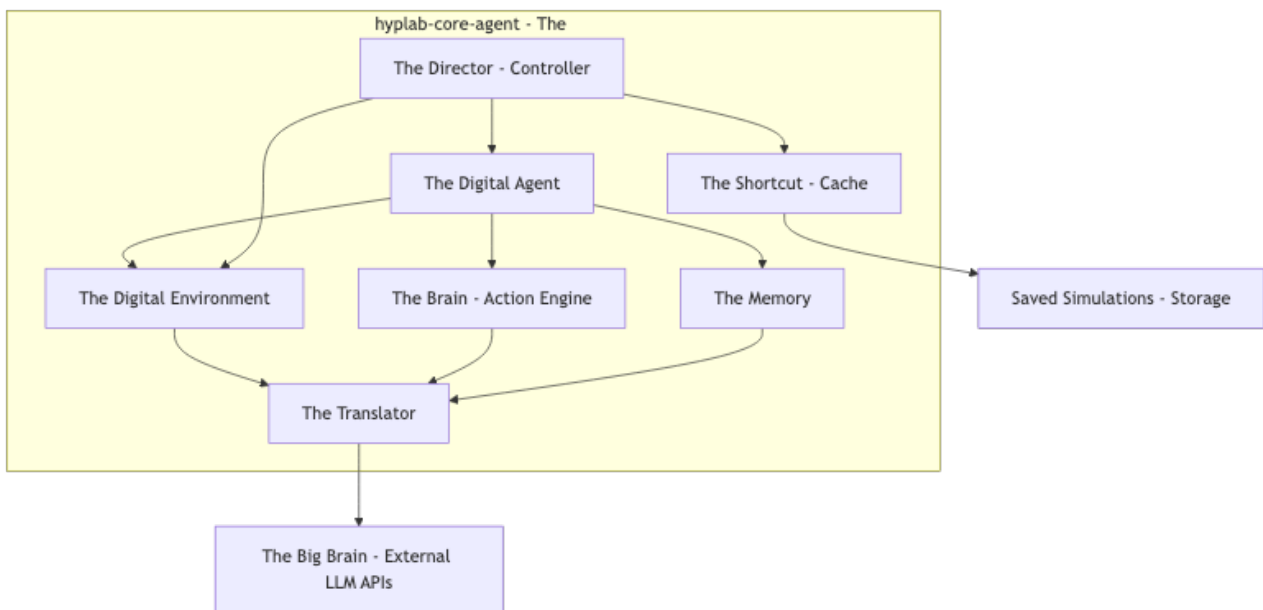 hyplab-core-agent - The
The Director - Controller
The Digital Agent
The Shortcut - Cache
The Digital Environment
The Brain - Action Engine
The Memory
Saved Simulations - Storage
The Translator
The Big Brain - External
LLM APIs